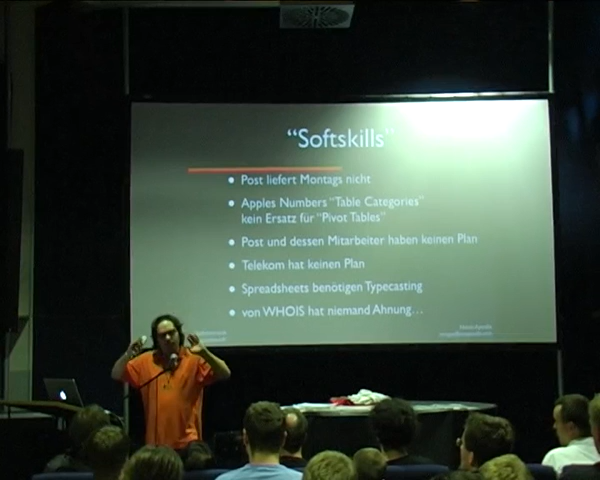 “Softskills”
• Post liefert Montags nicht
• Apples Numbers “Table Categories”
kein Ersatz für “Pivot Tables”
• Post und dessen Mitarbeiter haben keinen Plan
• Telekom hat keinen Plan
• Spreadsheets benötigen Typecasting
• von WHOIS hat niemand Ahnung...